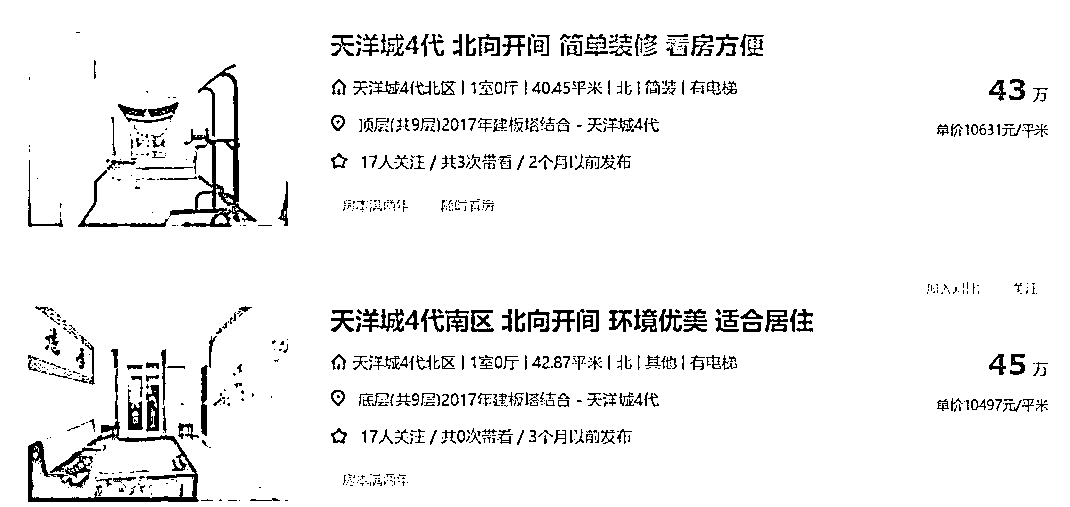 天洋城4代 北向开间 简单装修 看房方便
天洋城4代北区 | 1室0厅 | 40.45平米 | 北 | 简装 | 有电梯
43万
顶层(共9层)2017年建板塔结合 - 天洋城4代
单价10631元/平米
17人关注 / 共3次带看 / 2个月以前发布
房本满两年 随时看房
加入对比 关注
天洋城4代南区 北向开间 环境优美 适合居住
天洋城4代北区 | 1室0厅 | 42.87平米 | 北 | 其他 | 有电梯
45万
底层(共9层)2017年建板塔结合 - 天洋城4代
单价10497元/平米
17人关注 / 共0次带看 / 3个月以前发布
房本满两年